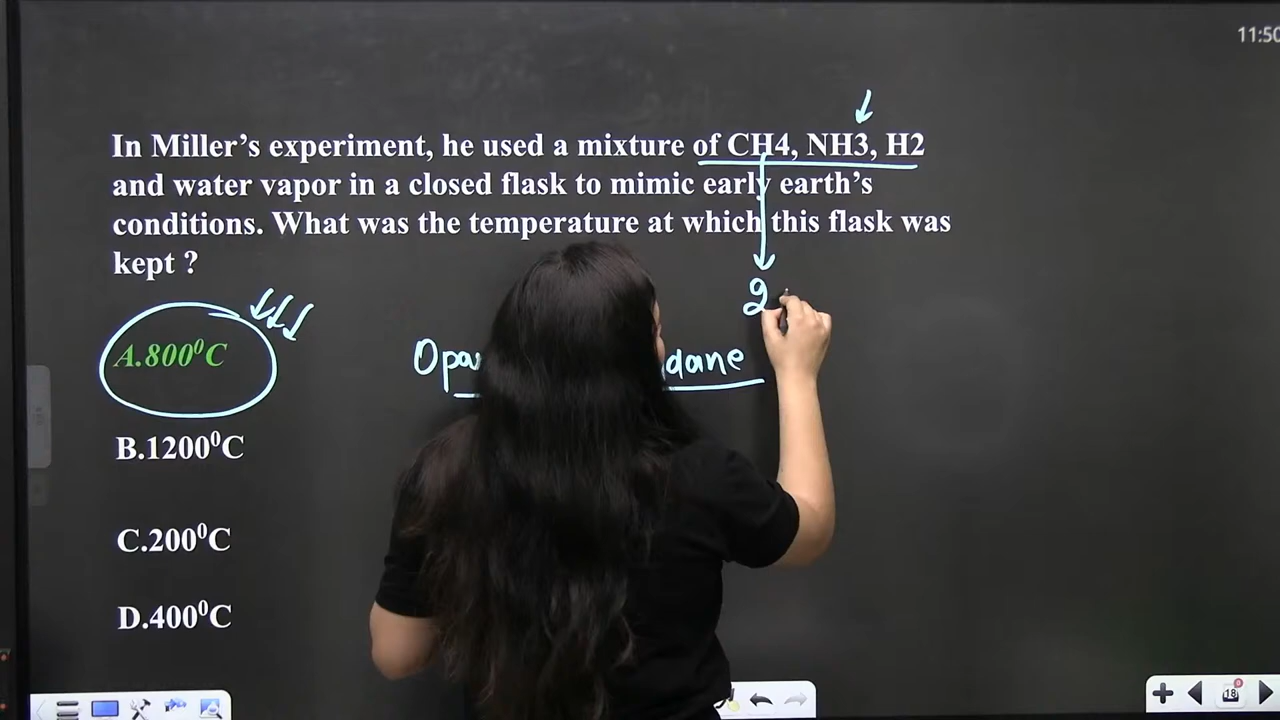 11:50
In Miller’s experiment, he used a mixture of CH4, NH3, H2
and water vapor in a closed flask to mimic early earth’s
conditions. What was the temperature at which this flask was
kept ?
A.800⁰C
2
B.1200⁰C
C.200⁰C
D.400⁰C
18